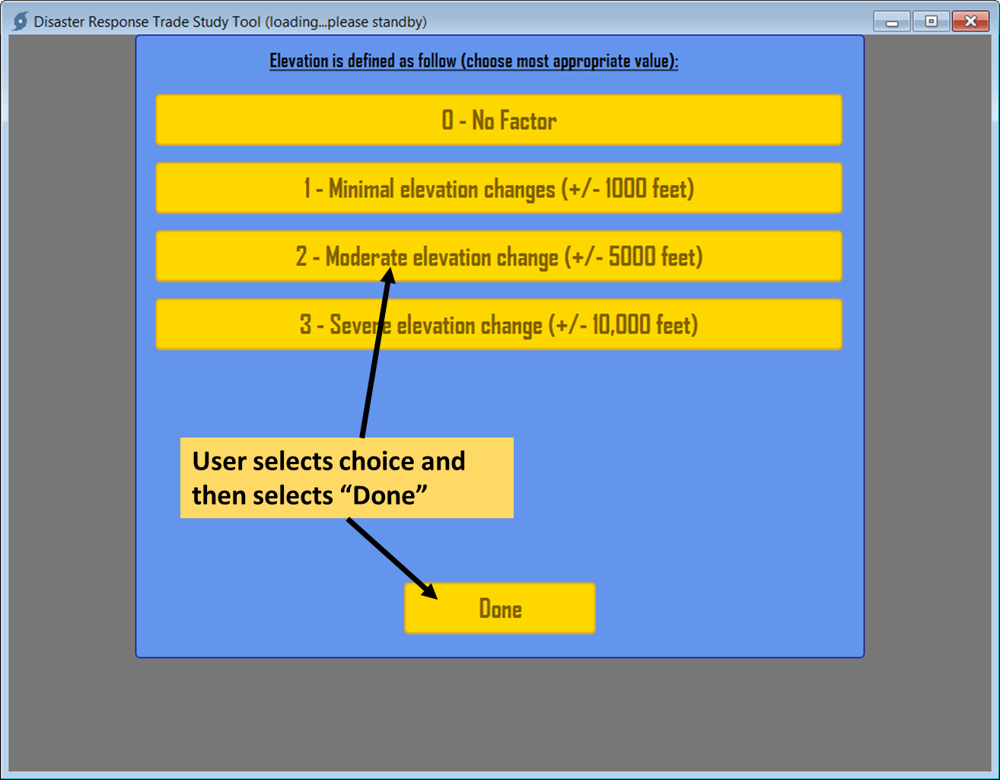 Disaster Response Trade Study Tool (loading...please standby)
Elevation is defined as follow (choose most appropriate value):
0 - No Factor
1 - Minimal elevation changes (+/- 1000 feet)
2 - Moderate elevation change (+/- 5000 feet)
3 - Severe elevation change (+/- 10,000 feet)
User selects choice and
then selects “Done”
Done